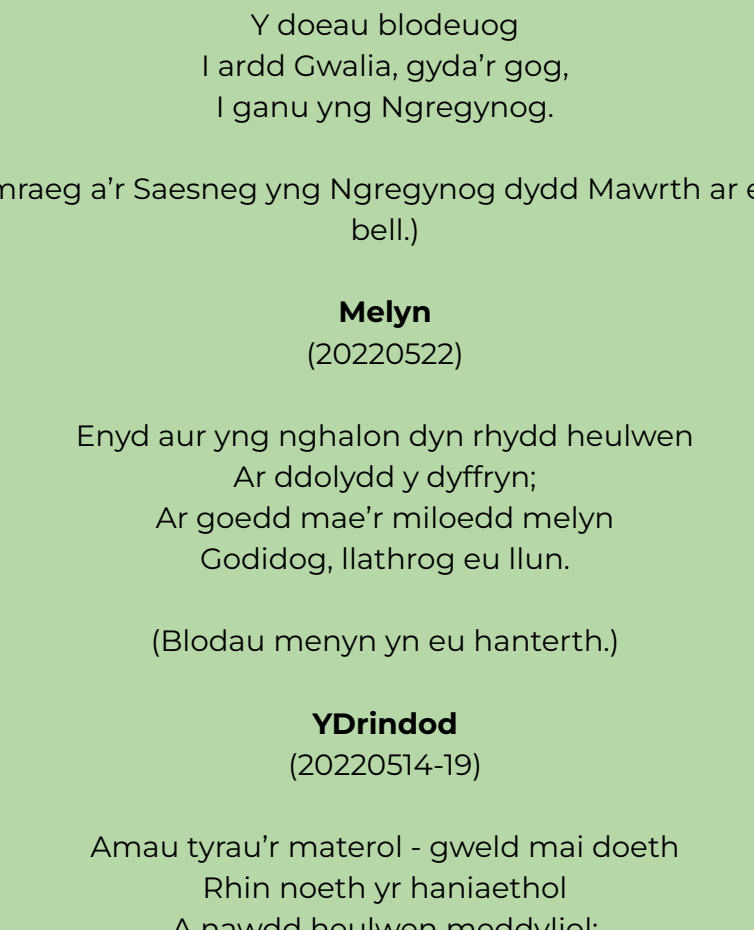 Y doeau blodeuog
I ardd Gwalia, gyda’r gog,
I ganu yng Ngregynog.
a’r Saesneg yng Ngregynog dydd Mawrth ar
bell.)
Melyn
(20220522)
Enyd aur yng nghalon dyn rhydd heulwen
Ar ddolydd y dyffryn;
Ar goedd mae’r miloedd melyn
Godidog, llathrog eu llun.
(Blodau menyn yn eu hanterth.)
YDrindod
(20220514-19)
Amau tyrau’r materol - gweld mai doeth
Rhin noeth yr haniaethol
A nawdd heulwen meddyliol;